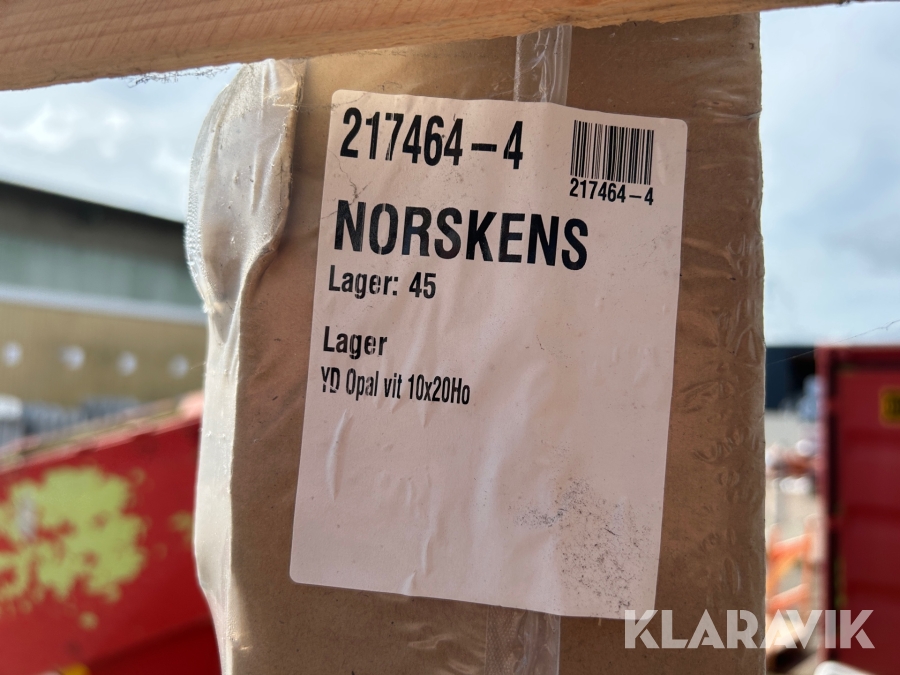 217464-4
217464-4
NORSKENS
Lager: 45
Lager
YD Opal vit 10x20Ho
KLARAVIK